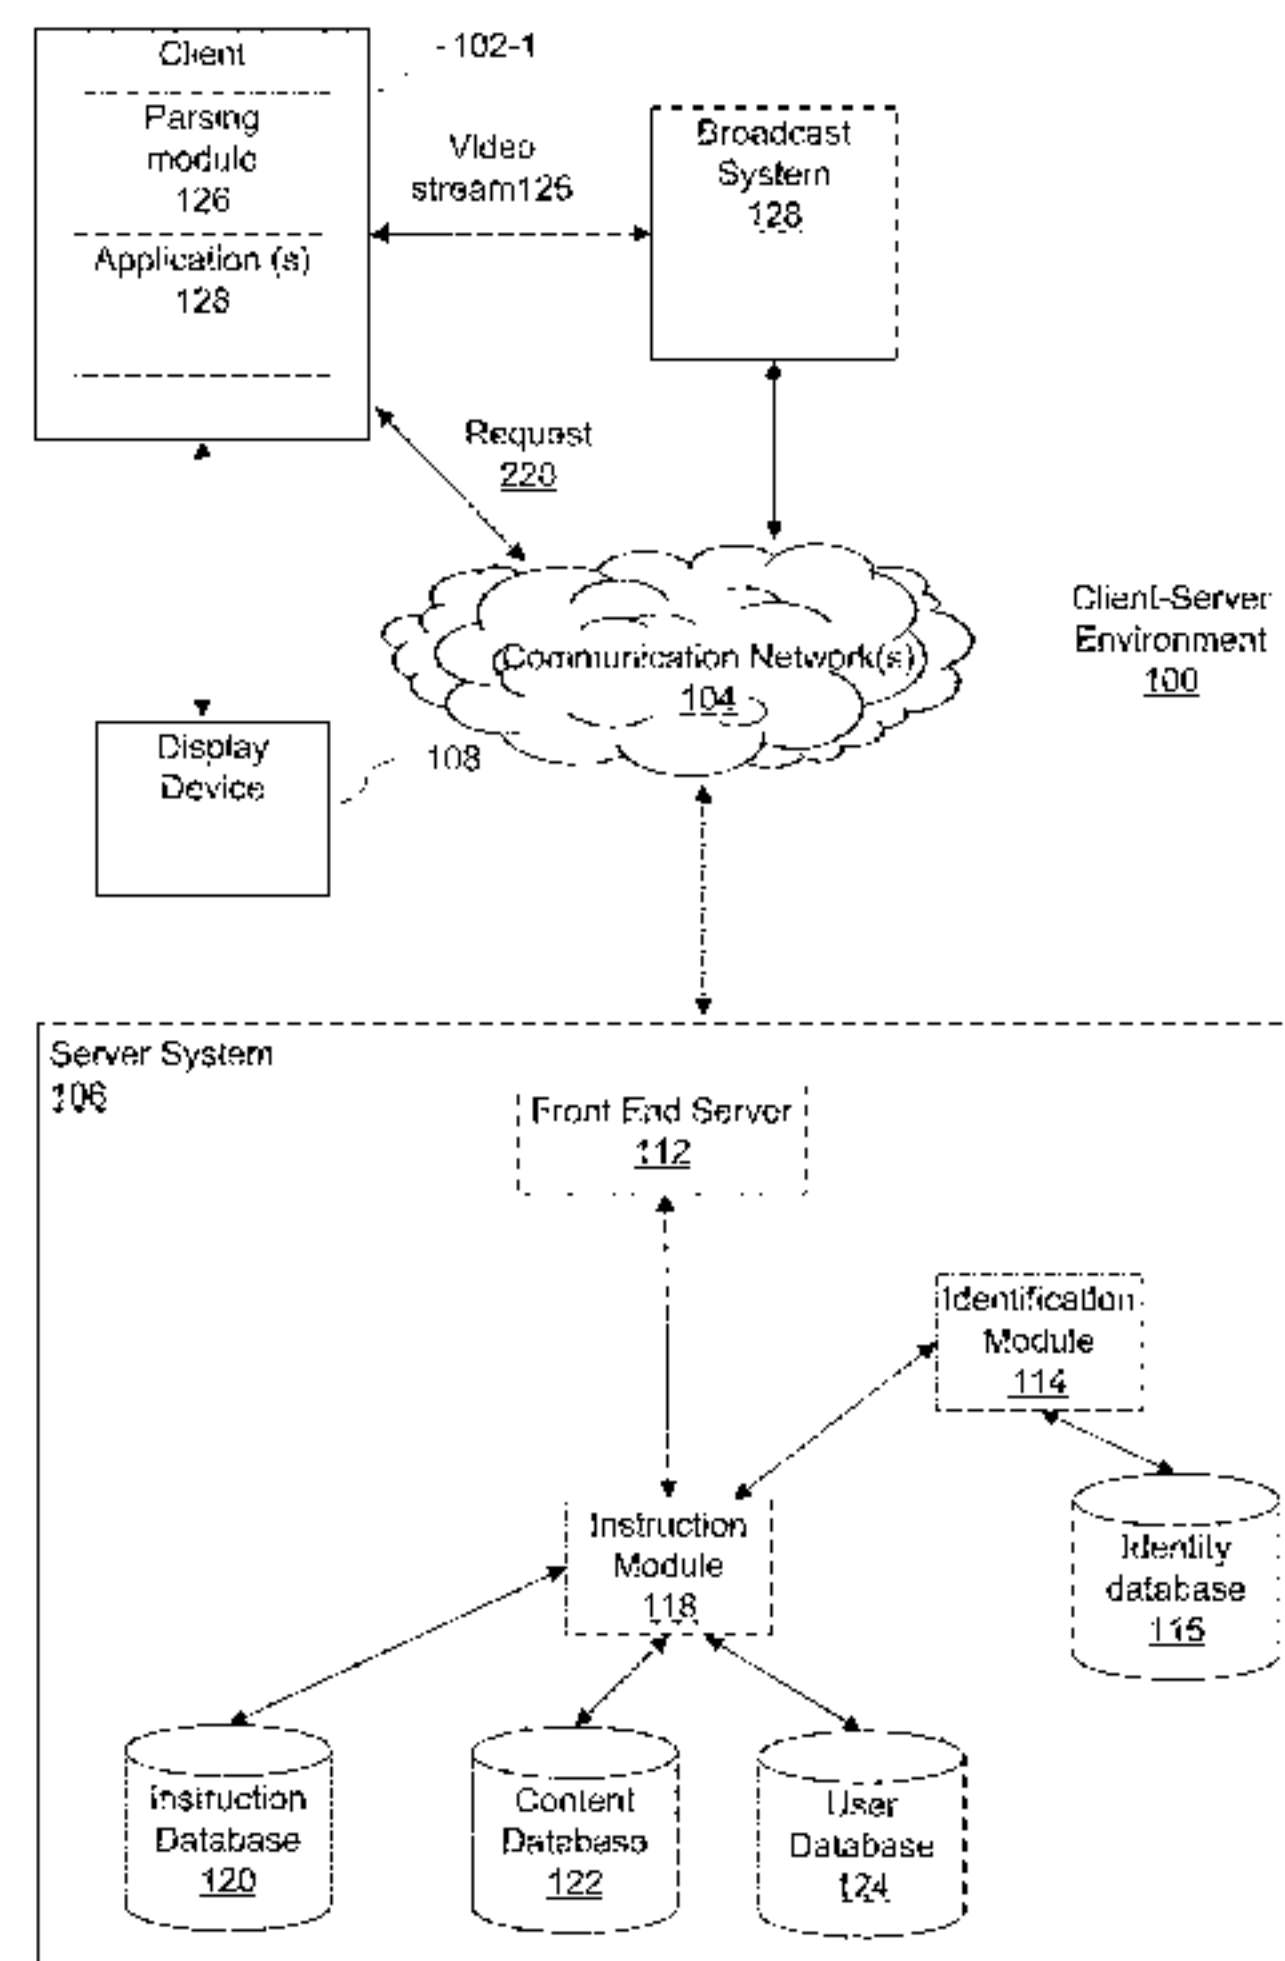 Client
102-1
Parsing
module
126
Application (s)
128
Video
stream126
Broadcast
System
128
Request
220
Communication Network(s)
104
Client-Server
Environment
100
Display
Device
108
Server System
106
Front End Server
112
Identification
Module
114
Instruction
Module
118
Identity
database
116
Instruction
Database
120
Content
Database
122
User
Database
124